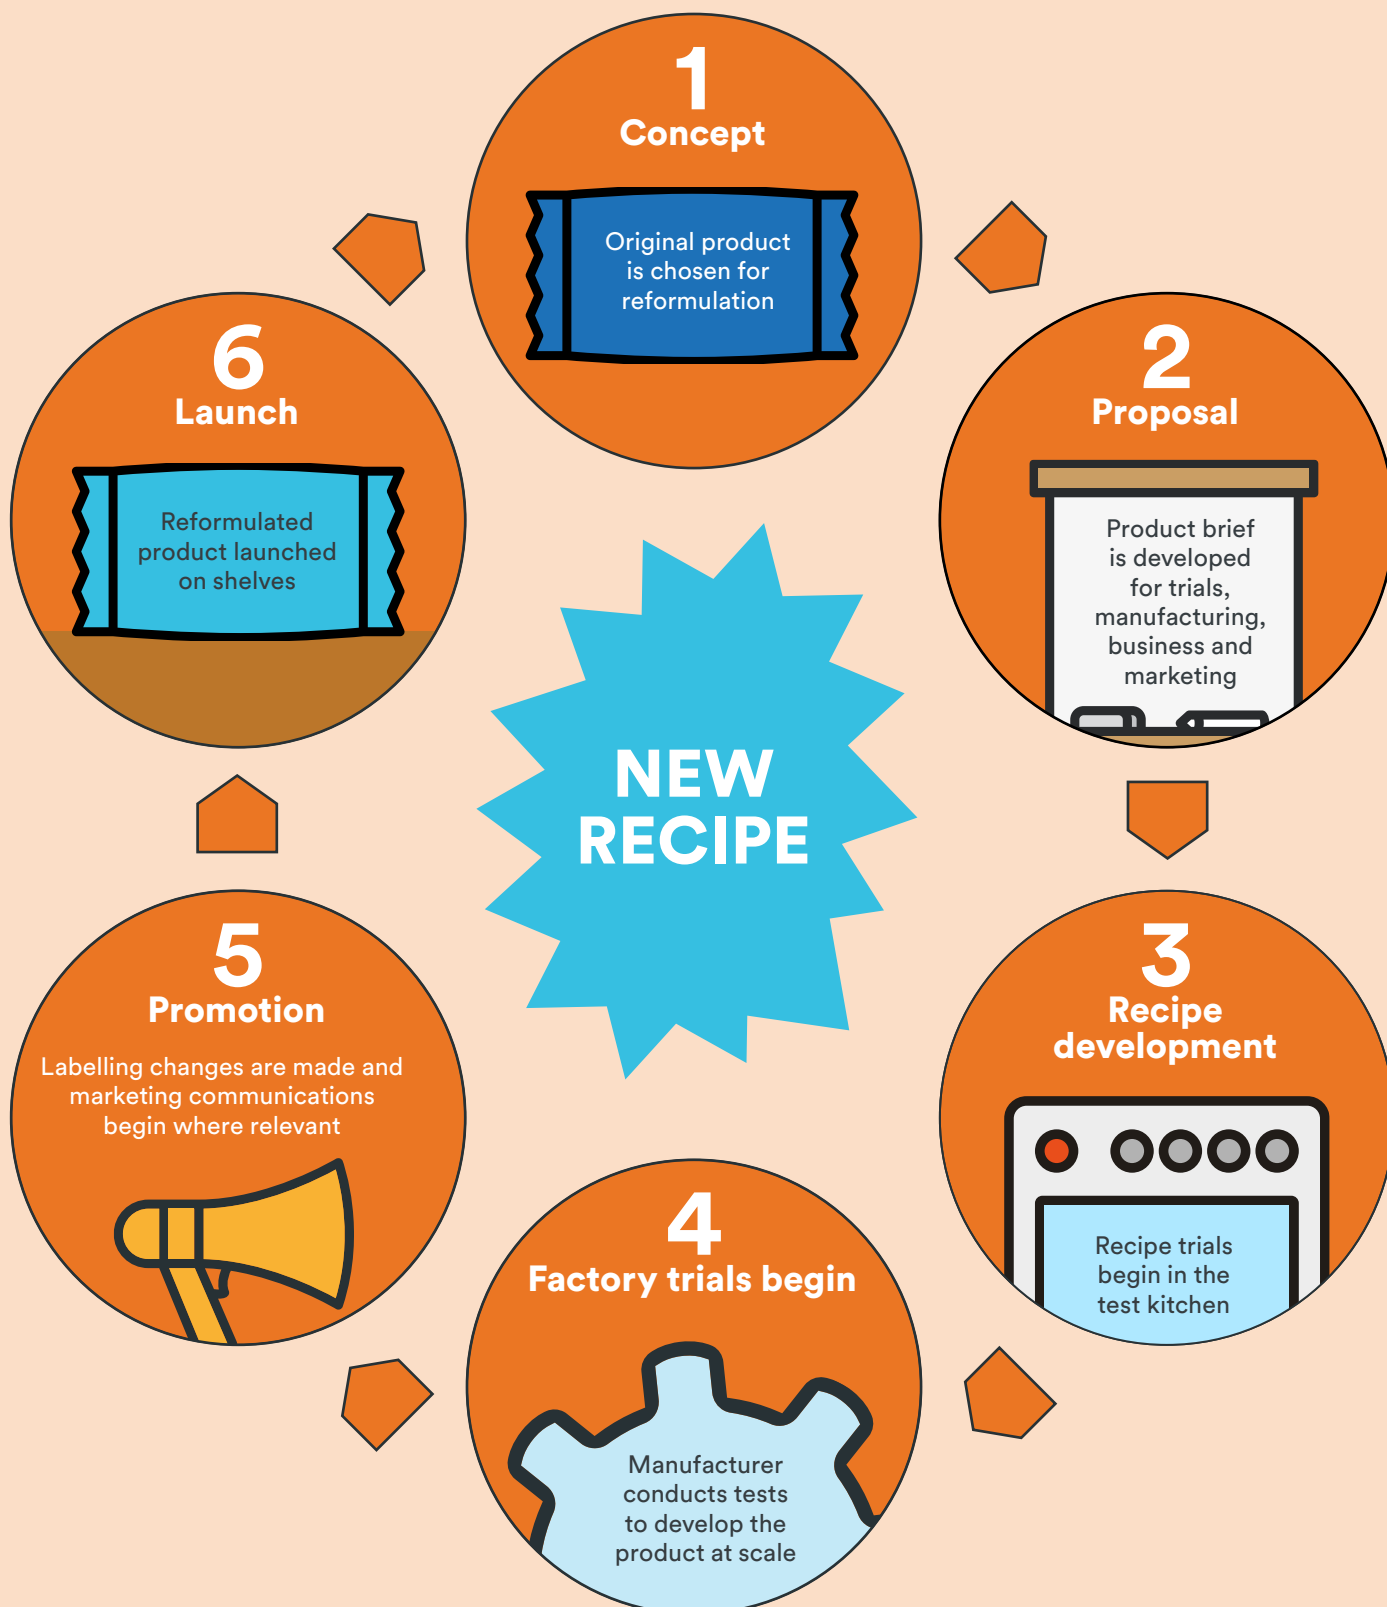 1
Concept
Original product
is chosen for
reformulation
2
Proposal
Product brief
is developed
for trials,
manufacturing,
business and
marketing
3
Recipe
development
Recipe trials
begin in the
test kitchen
4
Factory trials begin
Manufacturer
conducts tests
to develop the
product at scale
5
Promotion
Labelling changes are made and
marketing communications
begin where relevant
6
Launch
Reformulated
product launched
on shelves
NEW
RECIPE